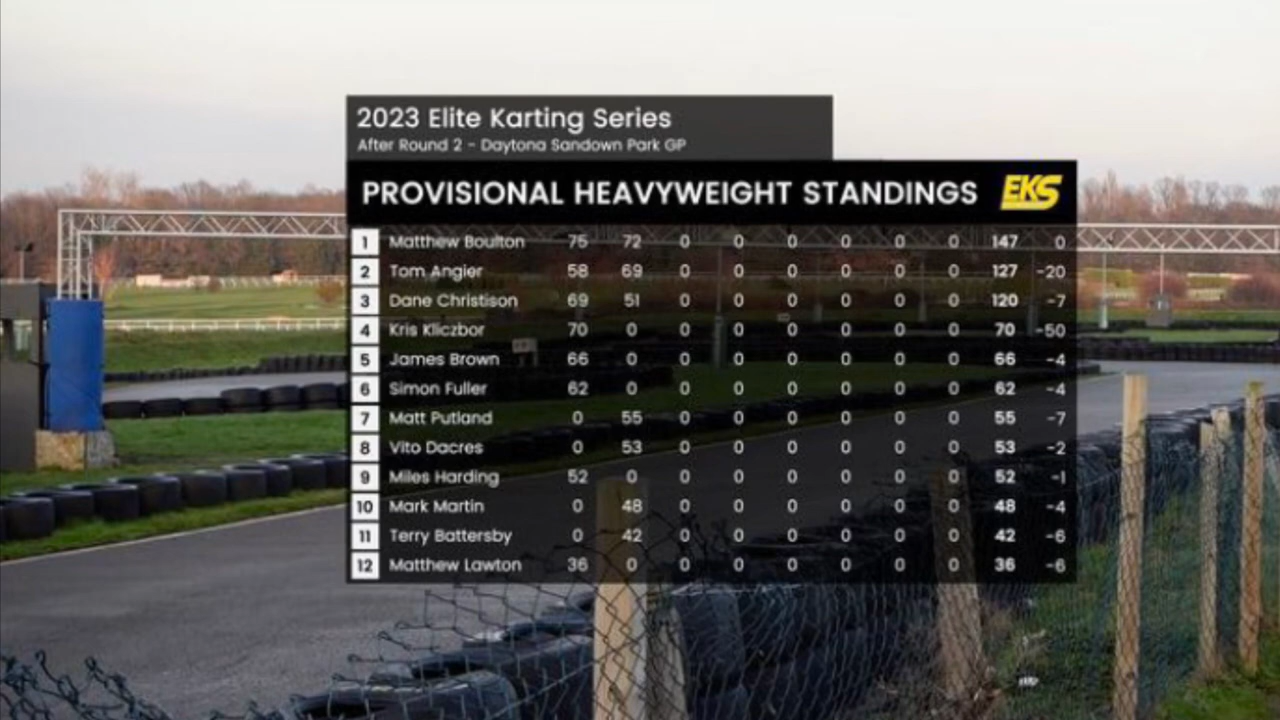 2023 Elite Karting Series
After Round 2 - Daytona Sandown Park GP
PROVISIONAL HEAVYWEIGHT STANDINGS EKS
1 Matthew Boulton 75 72 0 0 0 0 0 0 147 0
2 Tom Angier 58 69 0 0 0 0 0 0 127 -20
3 Dane Christison 69 51 0 0 0 0 0 0 120 -7
4 Kris Kliczbor 70 0 0 0 0 0 0 0 70 -50
5 James Brown 66 0 0 0 0 0 0 0 66 -4
6 Simon Fuller 62 0 0 0 0 0 0 0 62 -4
7 Matt Putland 0 55 0 0 0 0 0 0 55 -7
8 Vito Dacres 0 53 0 0 0 0 0 0 53 -2
9 Miles Harding 52 0 0 0 0 0 0 0 52 -1
10 Mark Martin 0 48 0 0 0 0 0 0 48 -4
11 Terry Battersby 0 42 0 0 0 0 0 0 42 -6
12 Matthew Lawton 36 0 0 0 0 0 0 0 36 -6